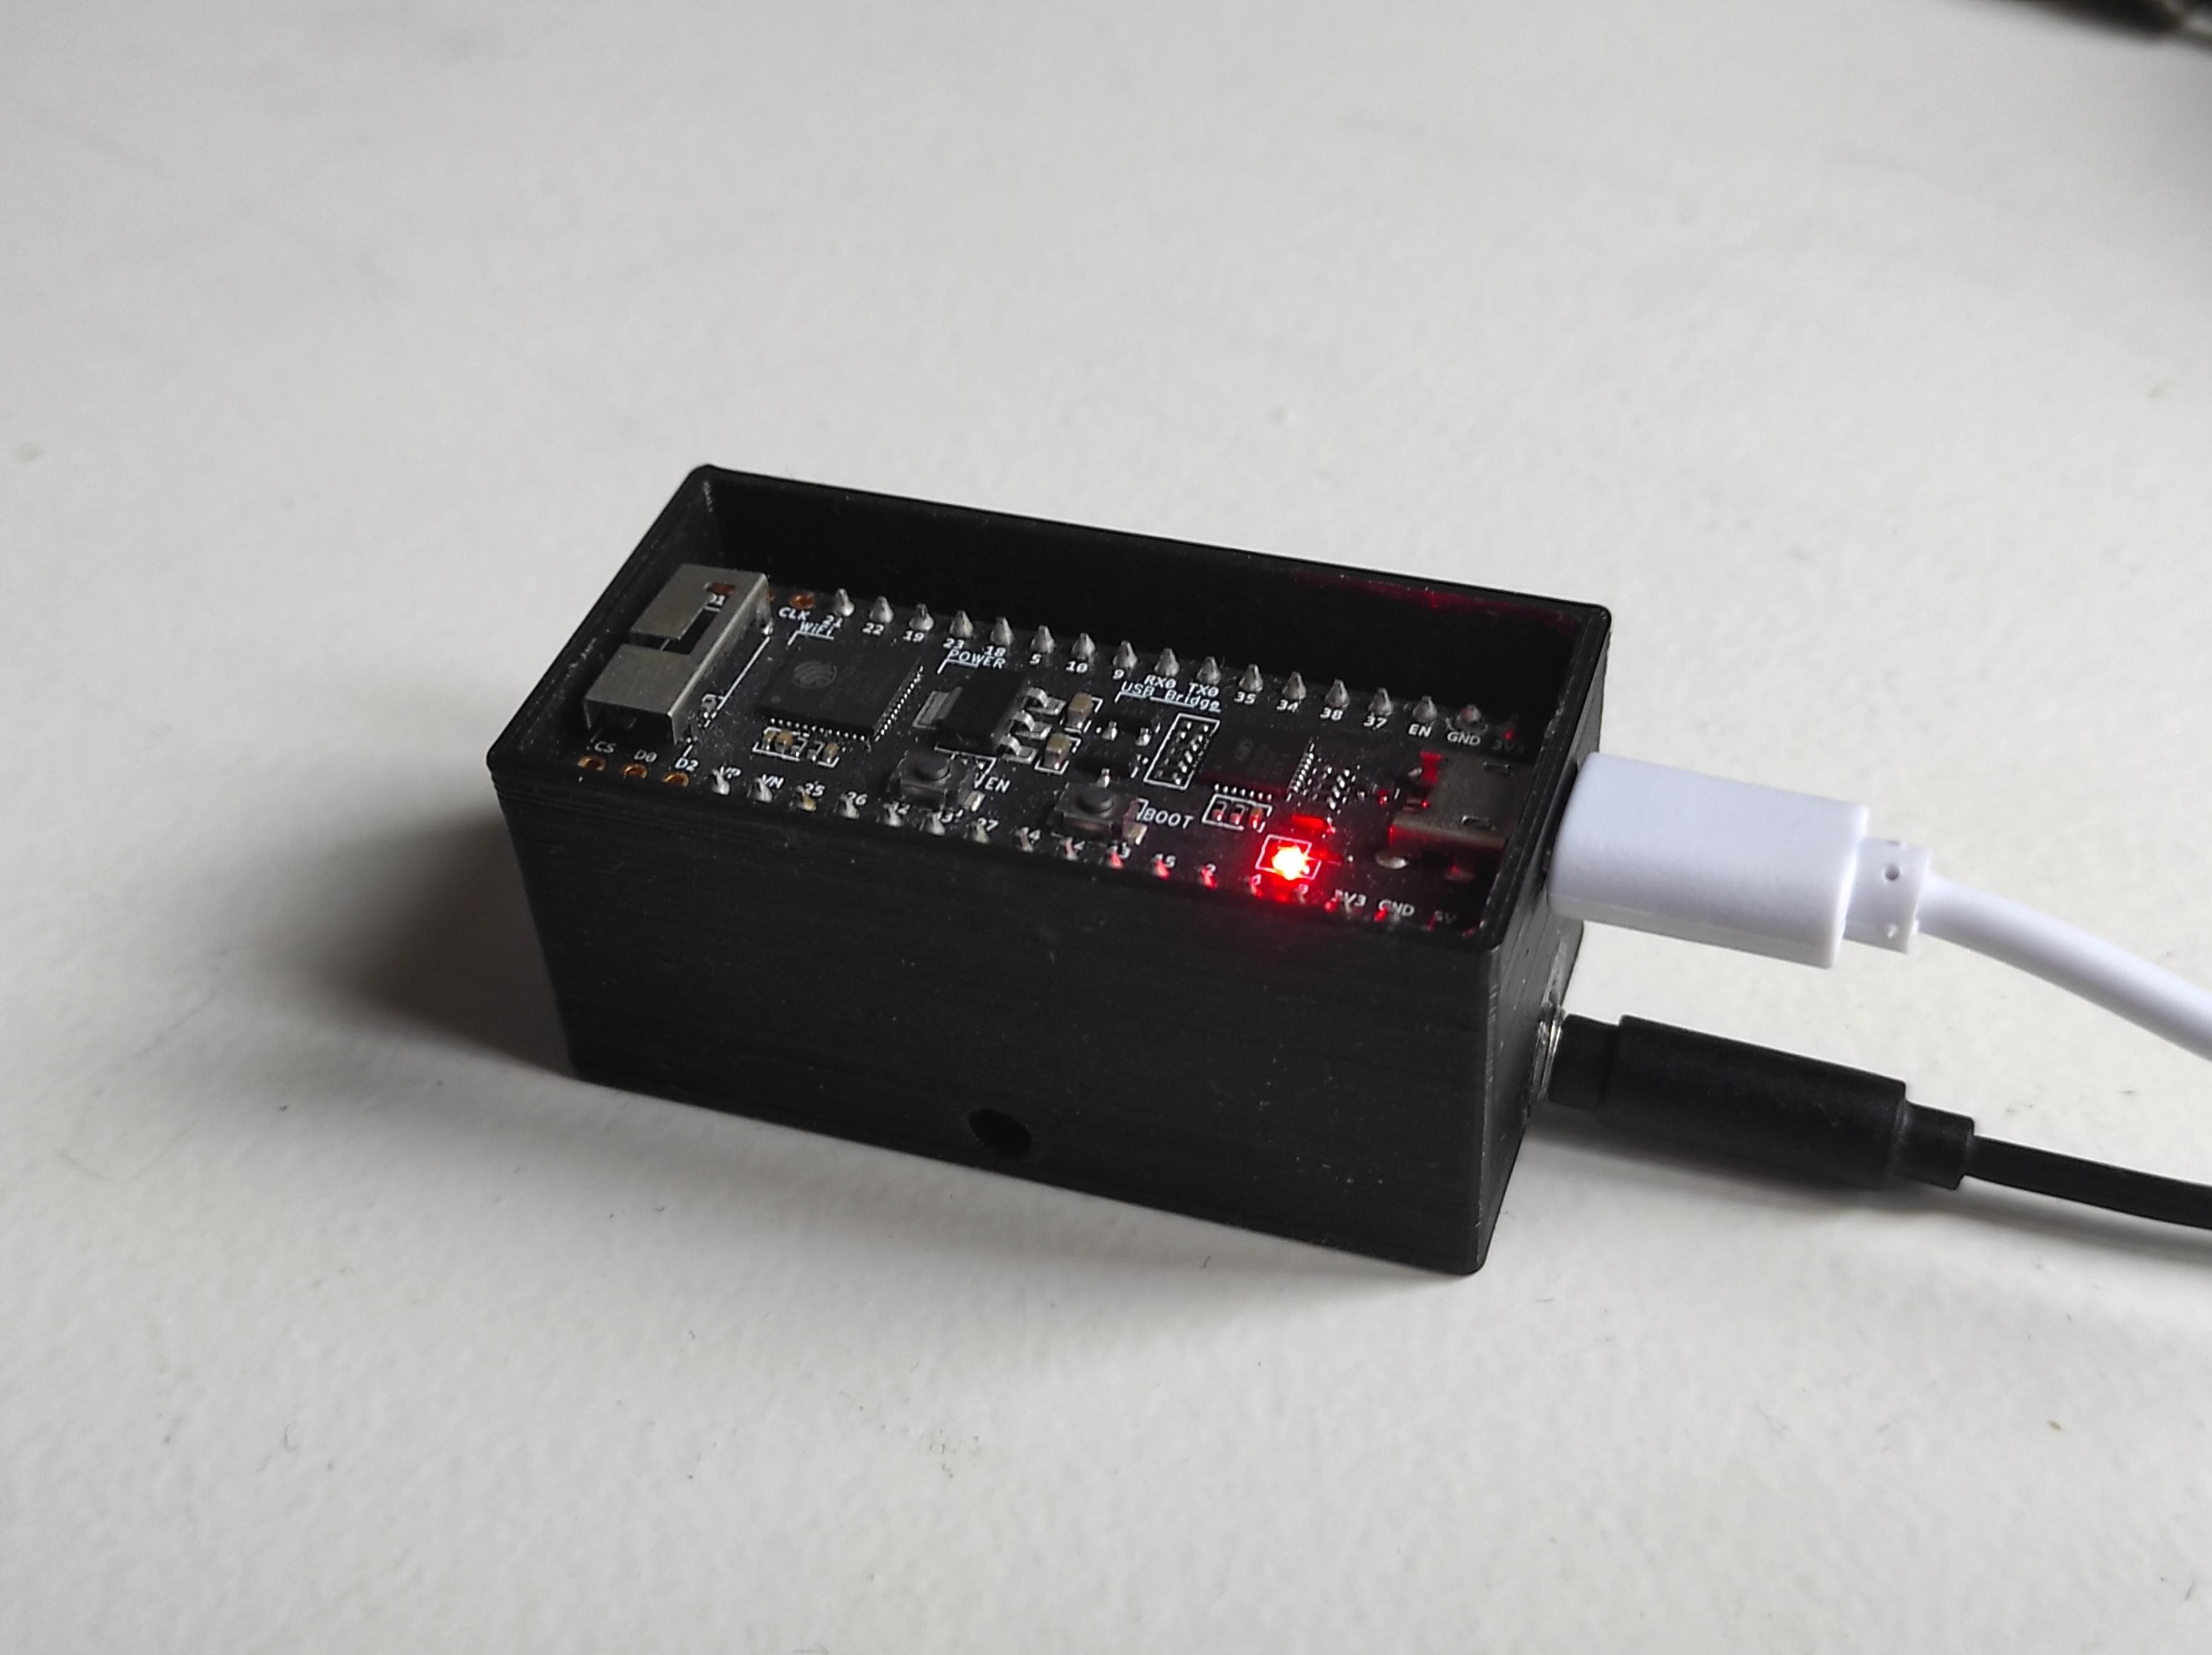 CLK
21
22
19
23
18
5
10
9
RX0
TX0
35
34
38
37
EN
GND
WiFi
POWER
USB Bridge
CS
D0
D2
VP
VN
25
26
27
EN
BOOT
15
2
3V3
GND
5V